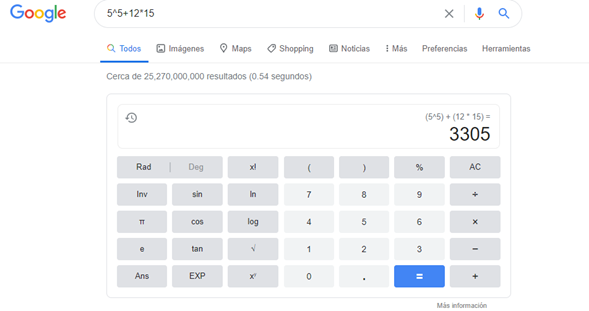 Google 5^5+12*15
Todos Imágenes Maps Shopping Noticias Más Preferencias Herramientas
Cerca de 25,270,000,000 resultados (0.54 segundos)
(5^5) + (12 * 15) =
3305
Rad Deg x! ( ) % AC
Inv sin ln 7 8 9 ÷
π cos log 4 5 6 ×
e tan √ 1 2 3 −
Ans EXP xʸ 0 . = +
Más información